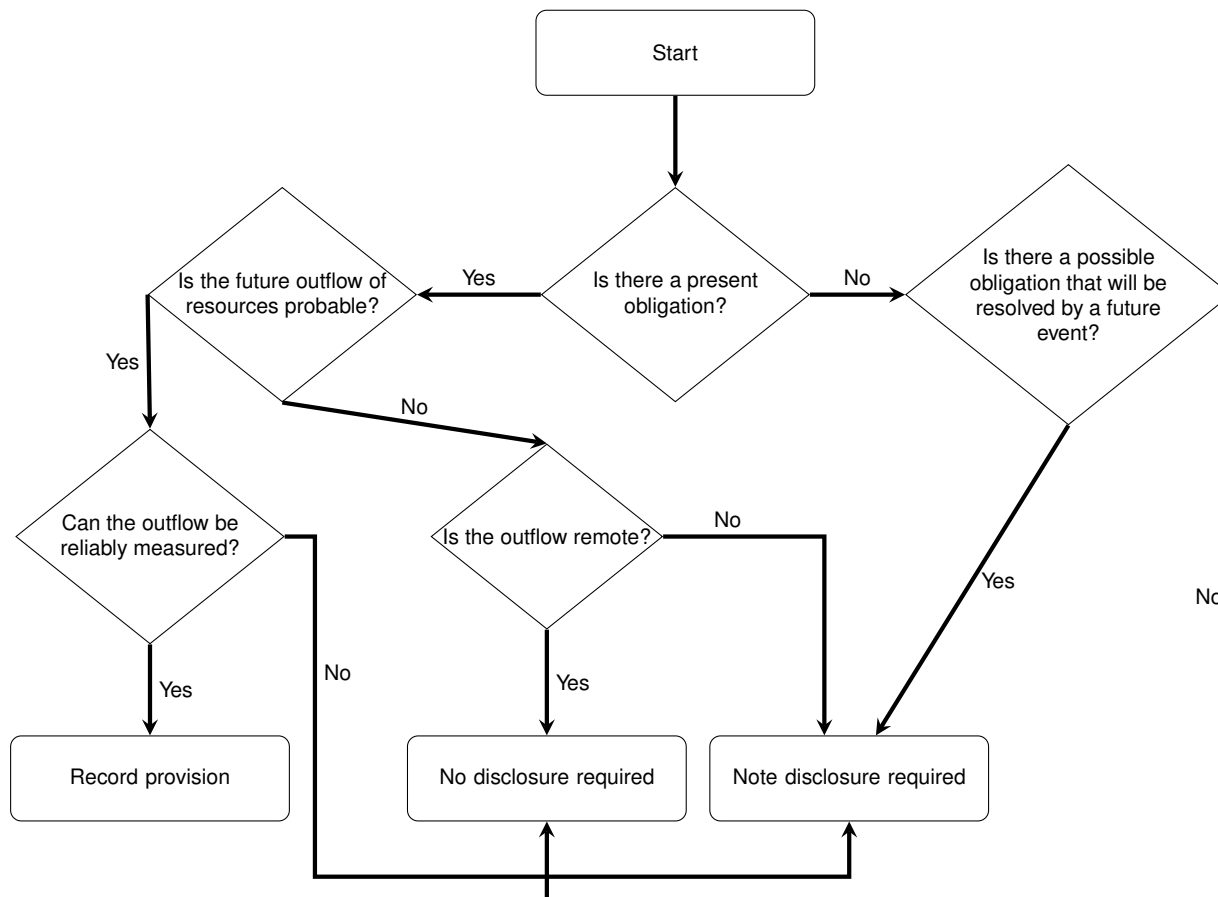 Start
Is the future outflow of
resources probable?
Yes
Is there a present
obligation?
No
Is there a possible
obligation that will be
resolved by a future
event?
Yes
No
Can the outflow be
reliably measured?
Is the outflow remote?
No
Yes
No
No
Yes
Yes
Record provision
No disclosure required
Note disclosure required